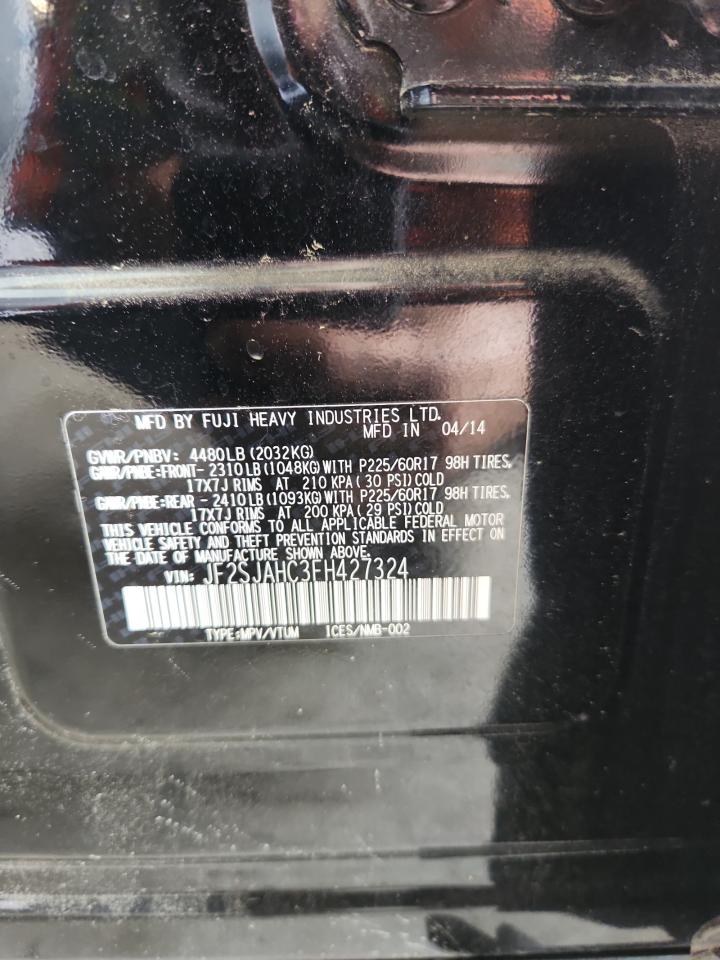 MFD BY FUJI HEAVY INDUSTRIES LTD.
MFD IN 04/14
GVWR/PNBV: 4480LB(2032KG)
GAWR/PNBE:FRONT- 2310LB(1048KG)WITH P225/60R17 98H TIRES,
17X7J RIMS AT 210 KPA( 30 PSI)COLD
GAWR/PNBE:REAR - 2410LB(1093KG)WITH P225/60R17 98H TIRES,
17X7J RIMS AT 200 KPA( 29 PSI)COLD
THIS VEHICLE CONFORMS TO ALL APPLICABLE FEDERAL MOTOR
VEHICLE SAFETY AND THEFT PREVENTION STANDARDS IN EFFECT ON
THE DATE OF MANUFACTURE SHOWN ABOVE.
VIN: JF2SJAHC3FH427324
TYPE:MPV/VTUM ICES/NMB-002